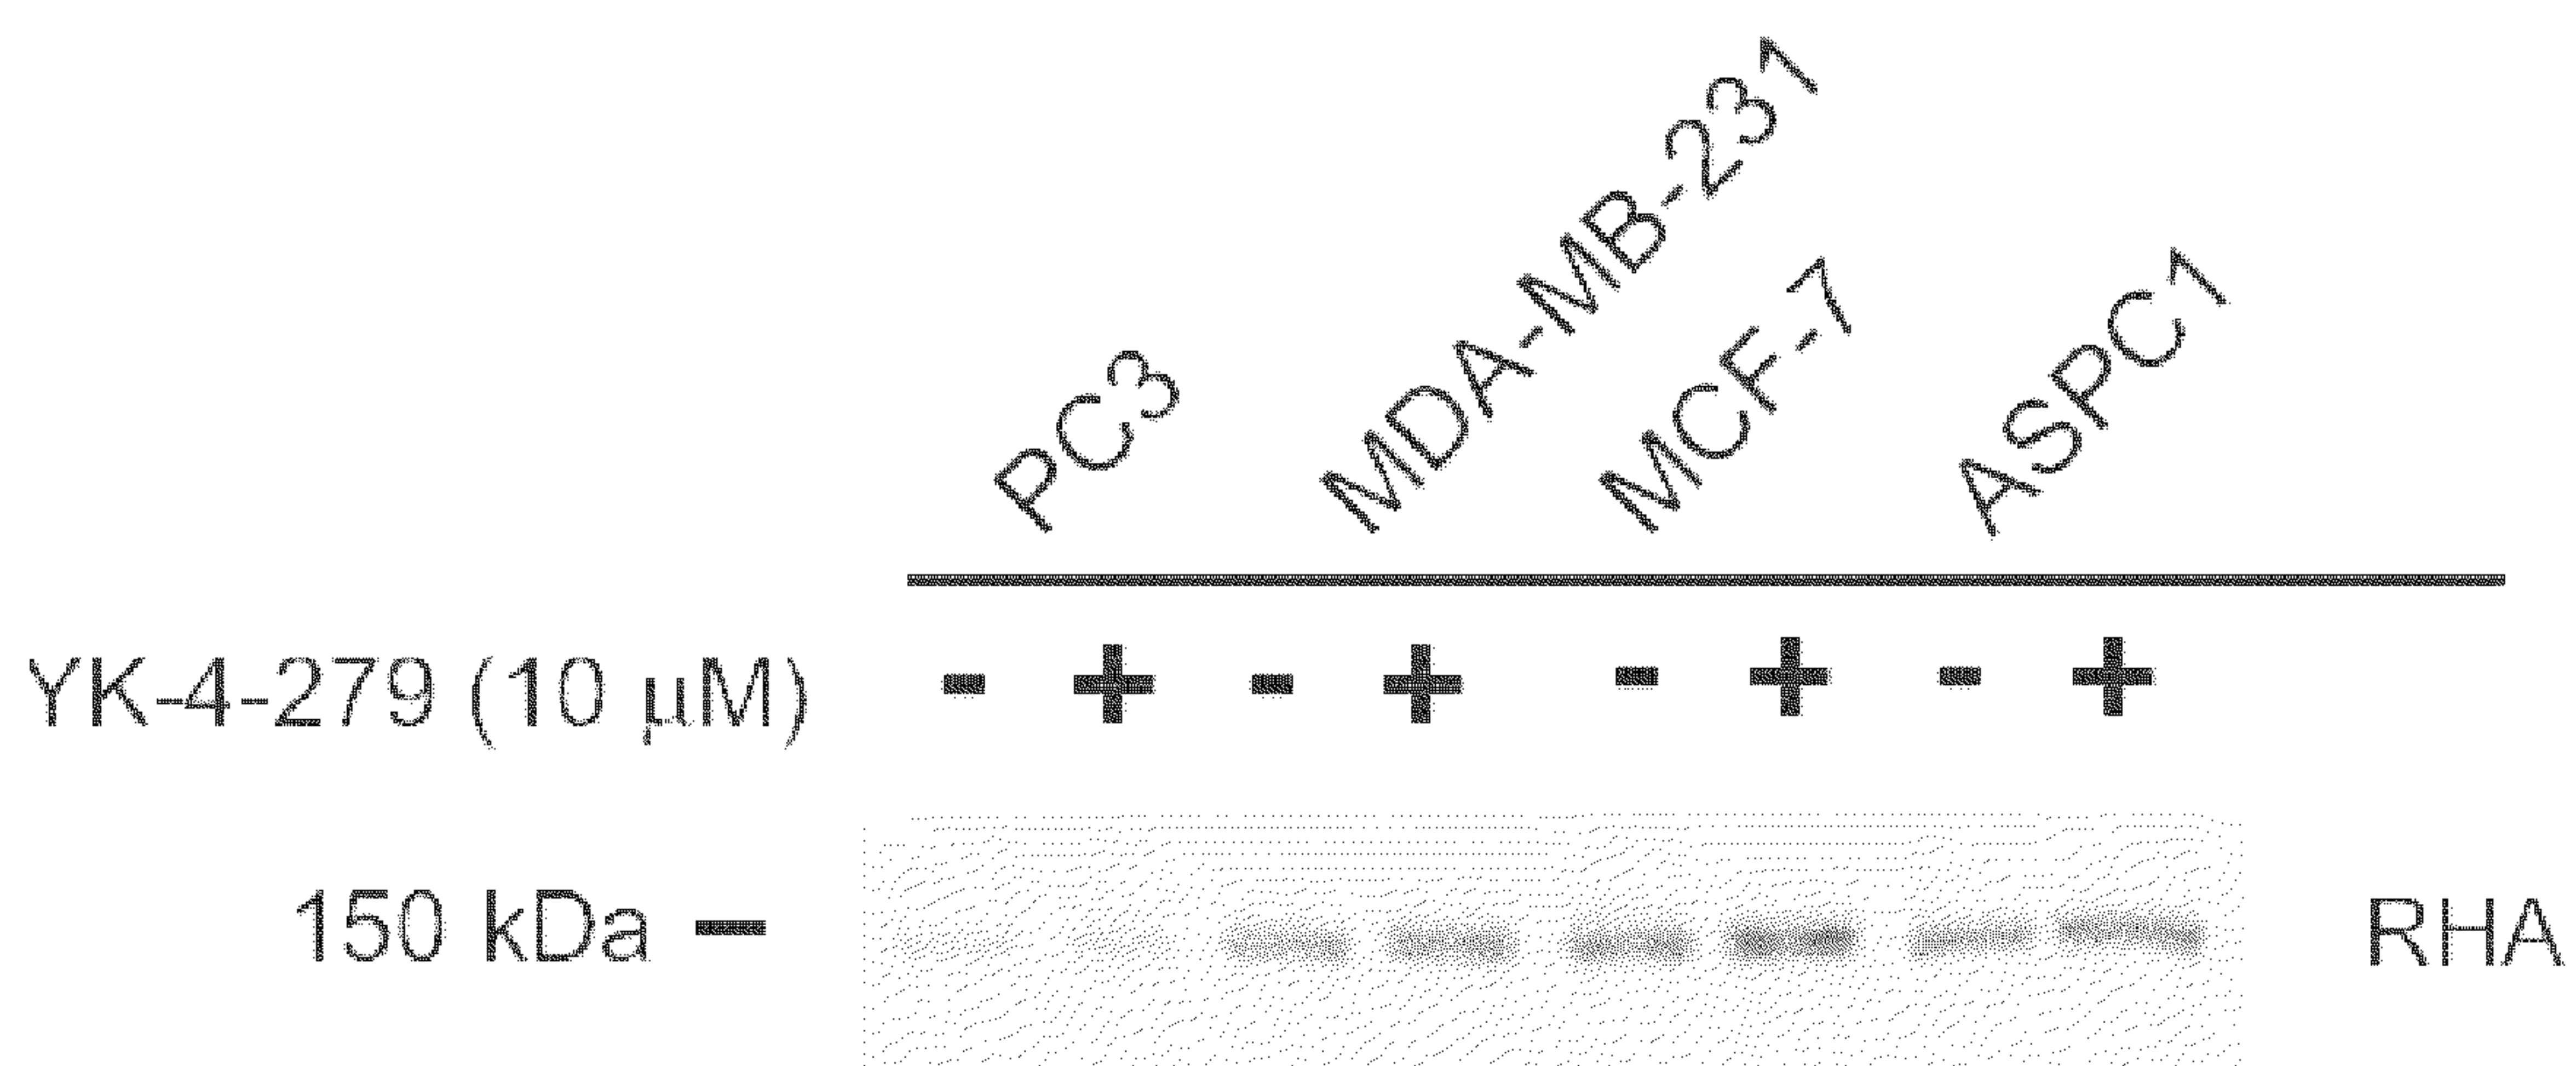 PC3 MDA-MB-231 MCF-7 ASPC1
YK-4-279 (10 µM) - + - + - + - +
150 kDa – RHA